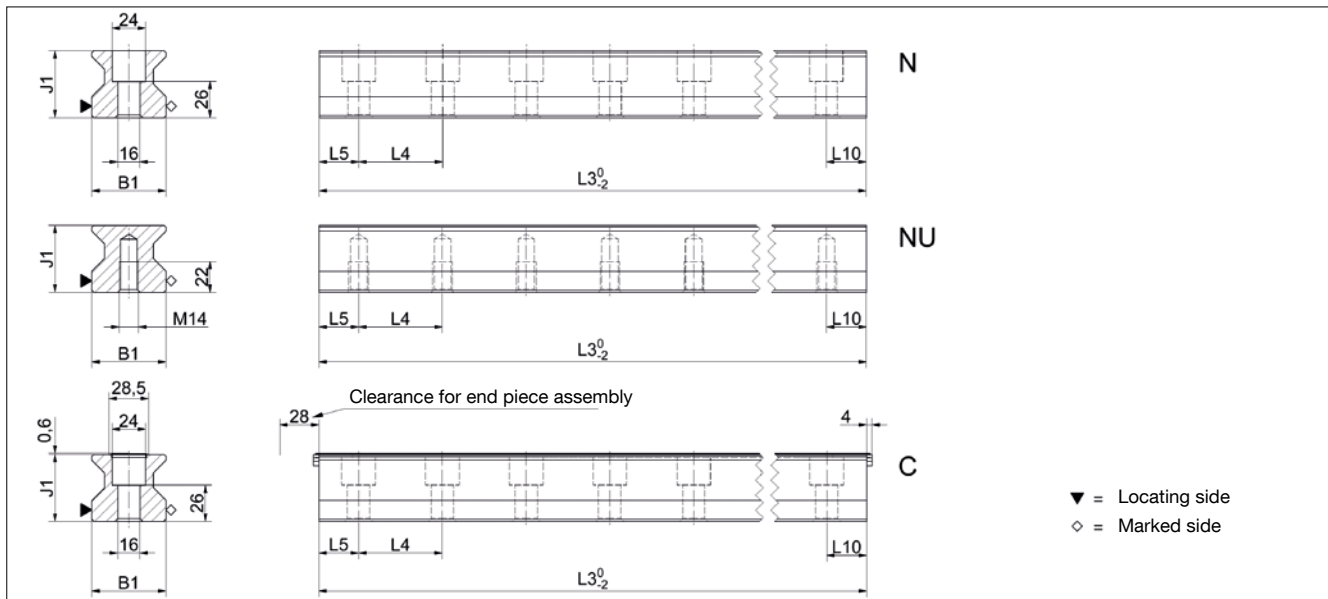 24
J1
26
16
B1
L5
L4
L10
L3 0 -2
N
J1
22
M14
B1
L5
L4
L10
L3 0 -2
NU
28,5
24
0,6
J1
26
16
B1
Clearance for end piece assembly
28
4
L5
L4
L10
L3 0 -2
C
▼ = Locating side
◇ = Marked side